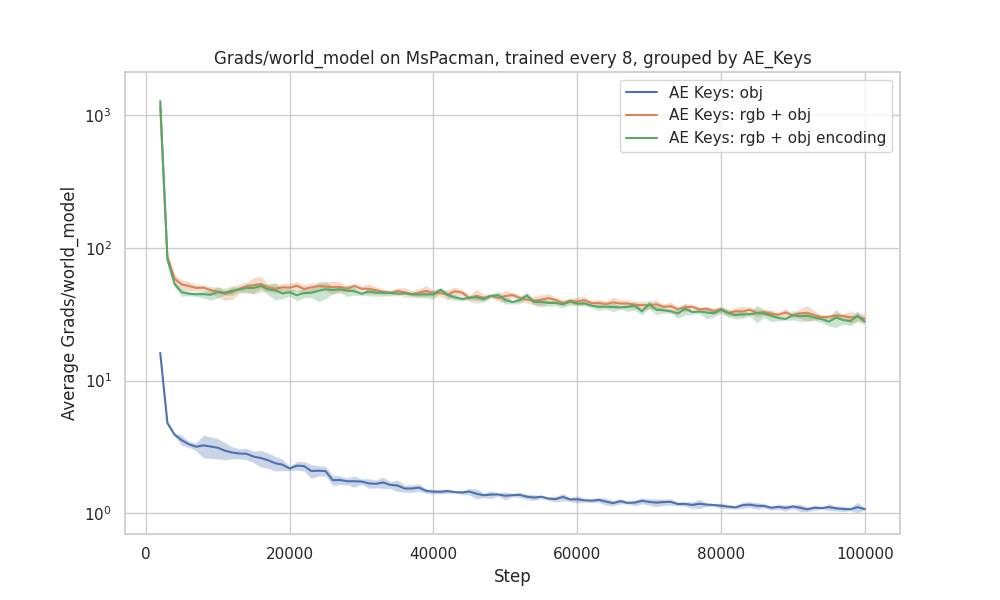 Grads/world_model on MsPacman, trained every 8, grouped by AE_Keys
AE Keys: obj
AE Keys: rgb + obj
AE Keys: rgb + obj encoding
Average Grads/world_model
10³
10²
10¹
10⁰
0 20000 40000 60000 80000 100000
Step